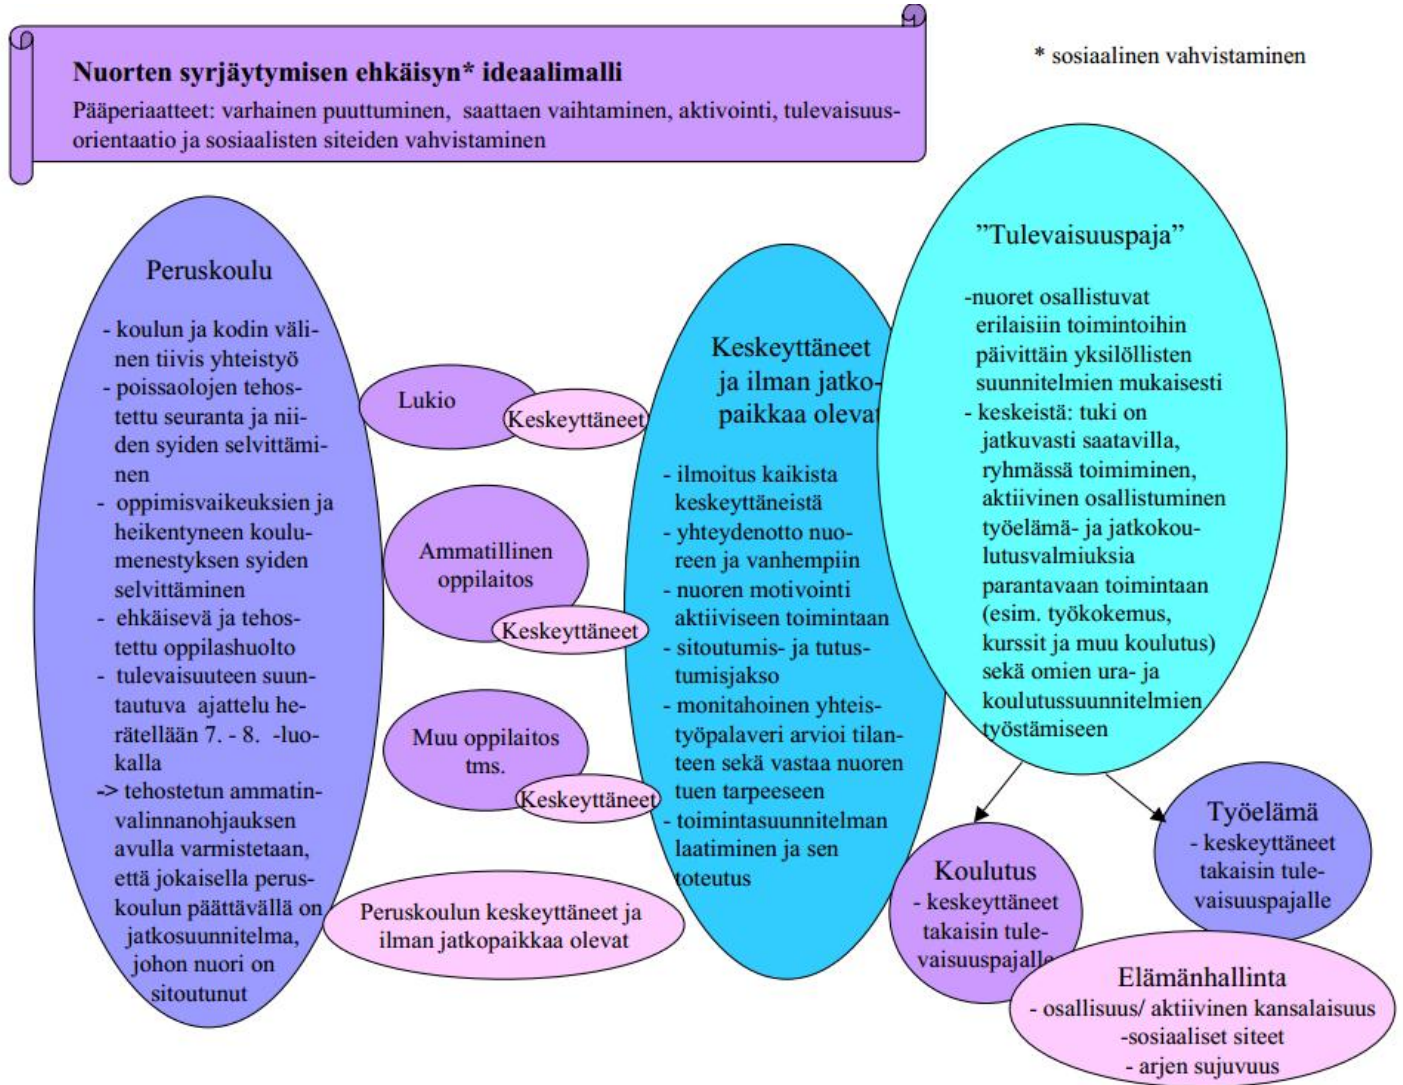 Nuorten syrjäytymisen ehkäisyn* ideaalimalli
Pääperiaatteet: varhainen puuttuminen, saattaen vaihtaminen, aktivointi, tulevaisuus-
orientaatio ja sosiaalisten siteiden vahvistaminen
* sosiaalinen vahvistaminen
Peruskoulu
- koulun ja kodin väli-
nen tiivis yhteistyö
- poissaolojen tehos-
tettu seuranta ja nii-
den syiden selvittämi-
nen
- oppimisvaikeuksien ja
heikentyneen koulu-
menestyksen syiden
selvittäminen
- ehkäisevä ja tehos-
tettu oppilashuolto
- tulevaisuuteen suun-
tautuva ajattelu he-
rätellään 7. - 8. -luo-
kalla
-> tehostetun ammatin-
valinnanohjauksen
avulla varmistetaan,
että jokaisella perus-
koulun päättävällä on
jatkosuunnitelma,
johon nuori on
sitoutunut
Lukio
Keskeyttäneet
Ammatillinen
oppilaitos
Keskeyttäneet
Muu oppilaitos
tms.
Keskeyttäneet
Peruskoulun keskeyttäneet ja
ilman jatkopaikkaa olevat
Keskeyttäneet
ja ilman jatko-
paikkaa olevat
- ilmoitus kaikista
keskeyttäneistä
- yhteydenotto nuo-
reen ja vanhempiin
- nuoren motivointi
aktiiviseen toimintaan
- sitoutumis- ja tutus-
tumisjakso
- monitahoinen yhteis-
työpalaveri arvioi tilan-
teen sekä vastaa nuoren
tuen tarpeeseen
- toimintasuunnitelman
laatiminen ja sen
toteutus
”Tulevaisuuspaja”
-nuoret osallistuvat
erilaisiin toimintoihin
päivittäin yksilöllisten
suunnitelmien mukaisesti
- keskeistä: tuki on
jatkuvasti saatavilla,
ryhmässä toimiminen,
aktiivinen osallistuminen
työelämä- ja jatkokou-
lutusvalmiuksia
parantavaan toimintaan
(esim. työkokemus,
kurssit ja muu koulutus)
sekä omien ura- ja
koulutussuunnitelmien
työstämiseen
Koulutus
- keskeyttäneet
takaisin tule-
vaisuuspajalle
Työelämä
- keskeyttäneet
takaisin tule-
vaisuuspajalle
Elämänhallinta
- osallisuus/ aktiivinen kansalaisuus
-sosiaaliset siteet
- arjen sujuvuus